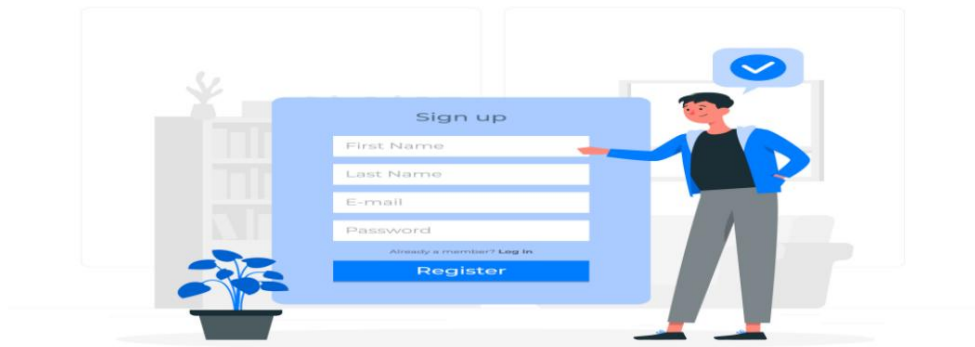 Sign up
First Name
Last Name
E-mail
Password
Already a member? Log in
Register